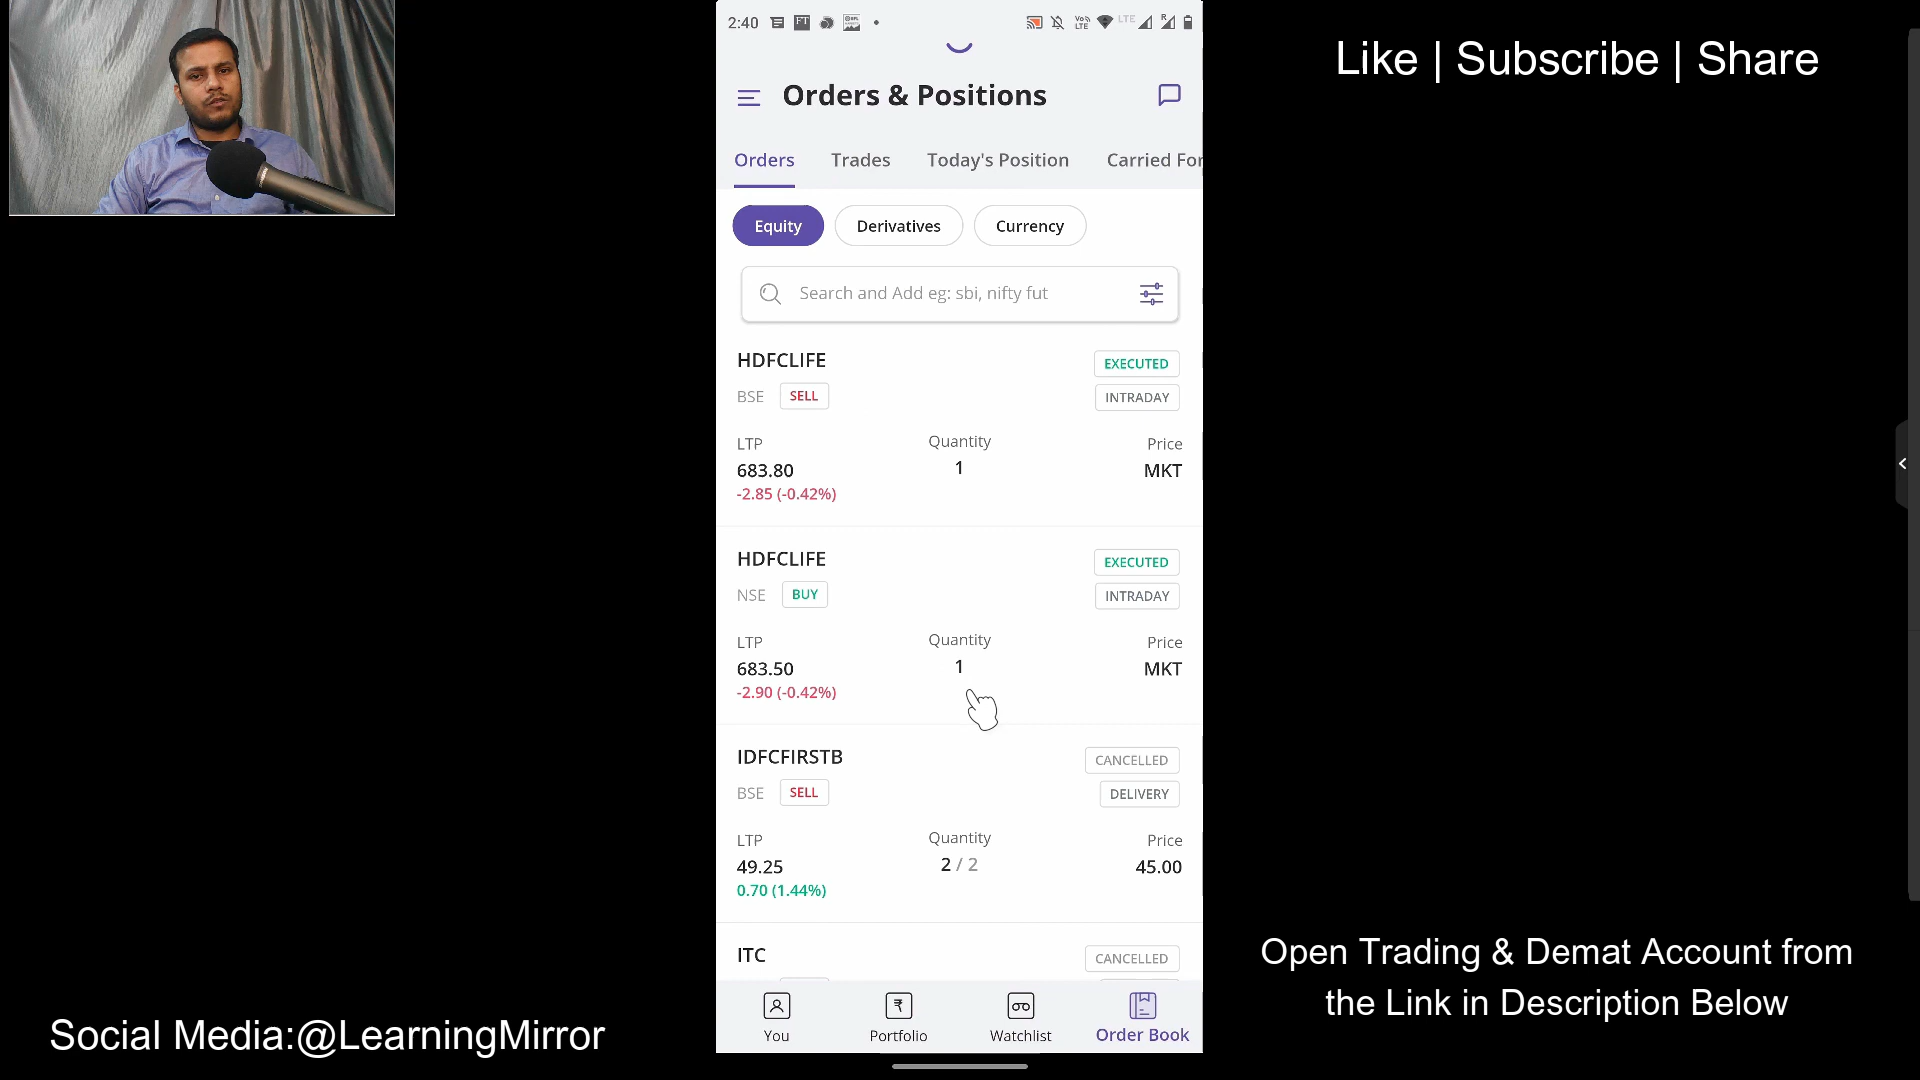 Like | Subscribe | Share
2:40
FT
Vo))
LTE
LTE
R
Orders & Positions
Orders Trades Today's Position Carried For
Equity Derivatives Currency
Search and Add eg: sbi, nifty fut
HDFCLIFE EXECUTED
BSE SELL INTRADAY
LTP Quantity Price
683.80 1 MKT
-2.85 (-0.42%)
HDFCLIFE EXECUTED
NSE BUY INTRADAY
LTP Quantity Price
683.50 1 MKT
-2.90 (-0.42%)
IDFCFIRSTB CANCELLED
BSE SELL DELIVERY
LTP Quantity Price
49.25 2 / 2 45.00
0.70 (1.44%)
ITC CANCELLED
You Portfolio Watchlist Order Book
Open Trading & Demat Account from
the Link in Description Below
Social Media:@LearningMirror